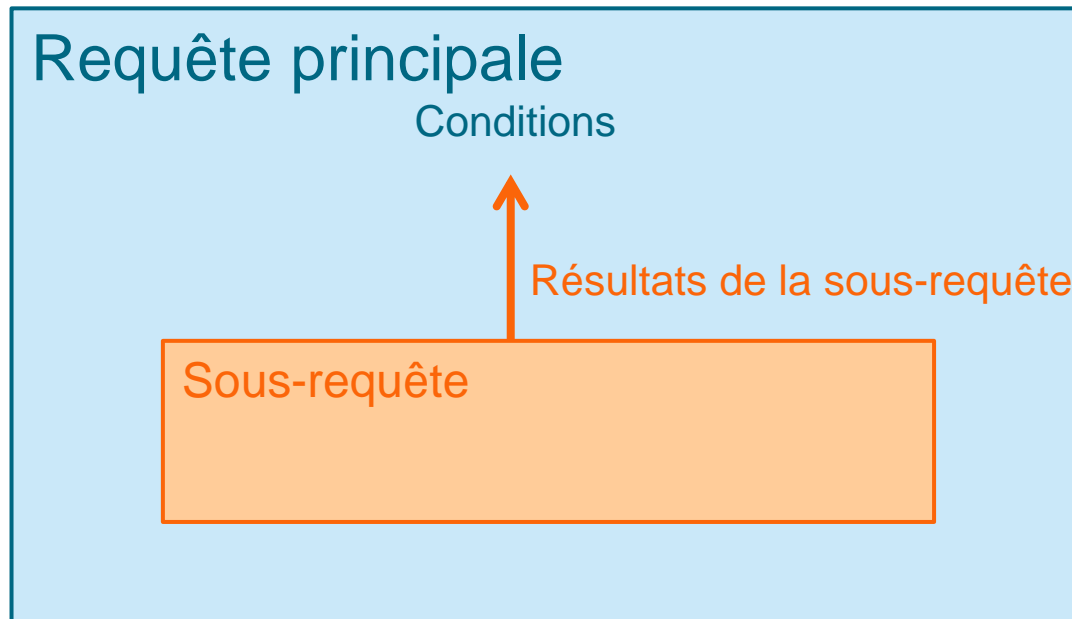 Requête principale
Conditions
Résultats de la sous-requête
Sous-requête